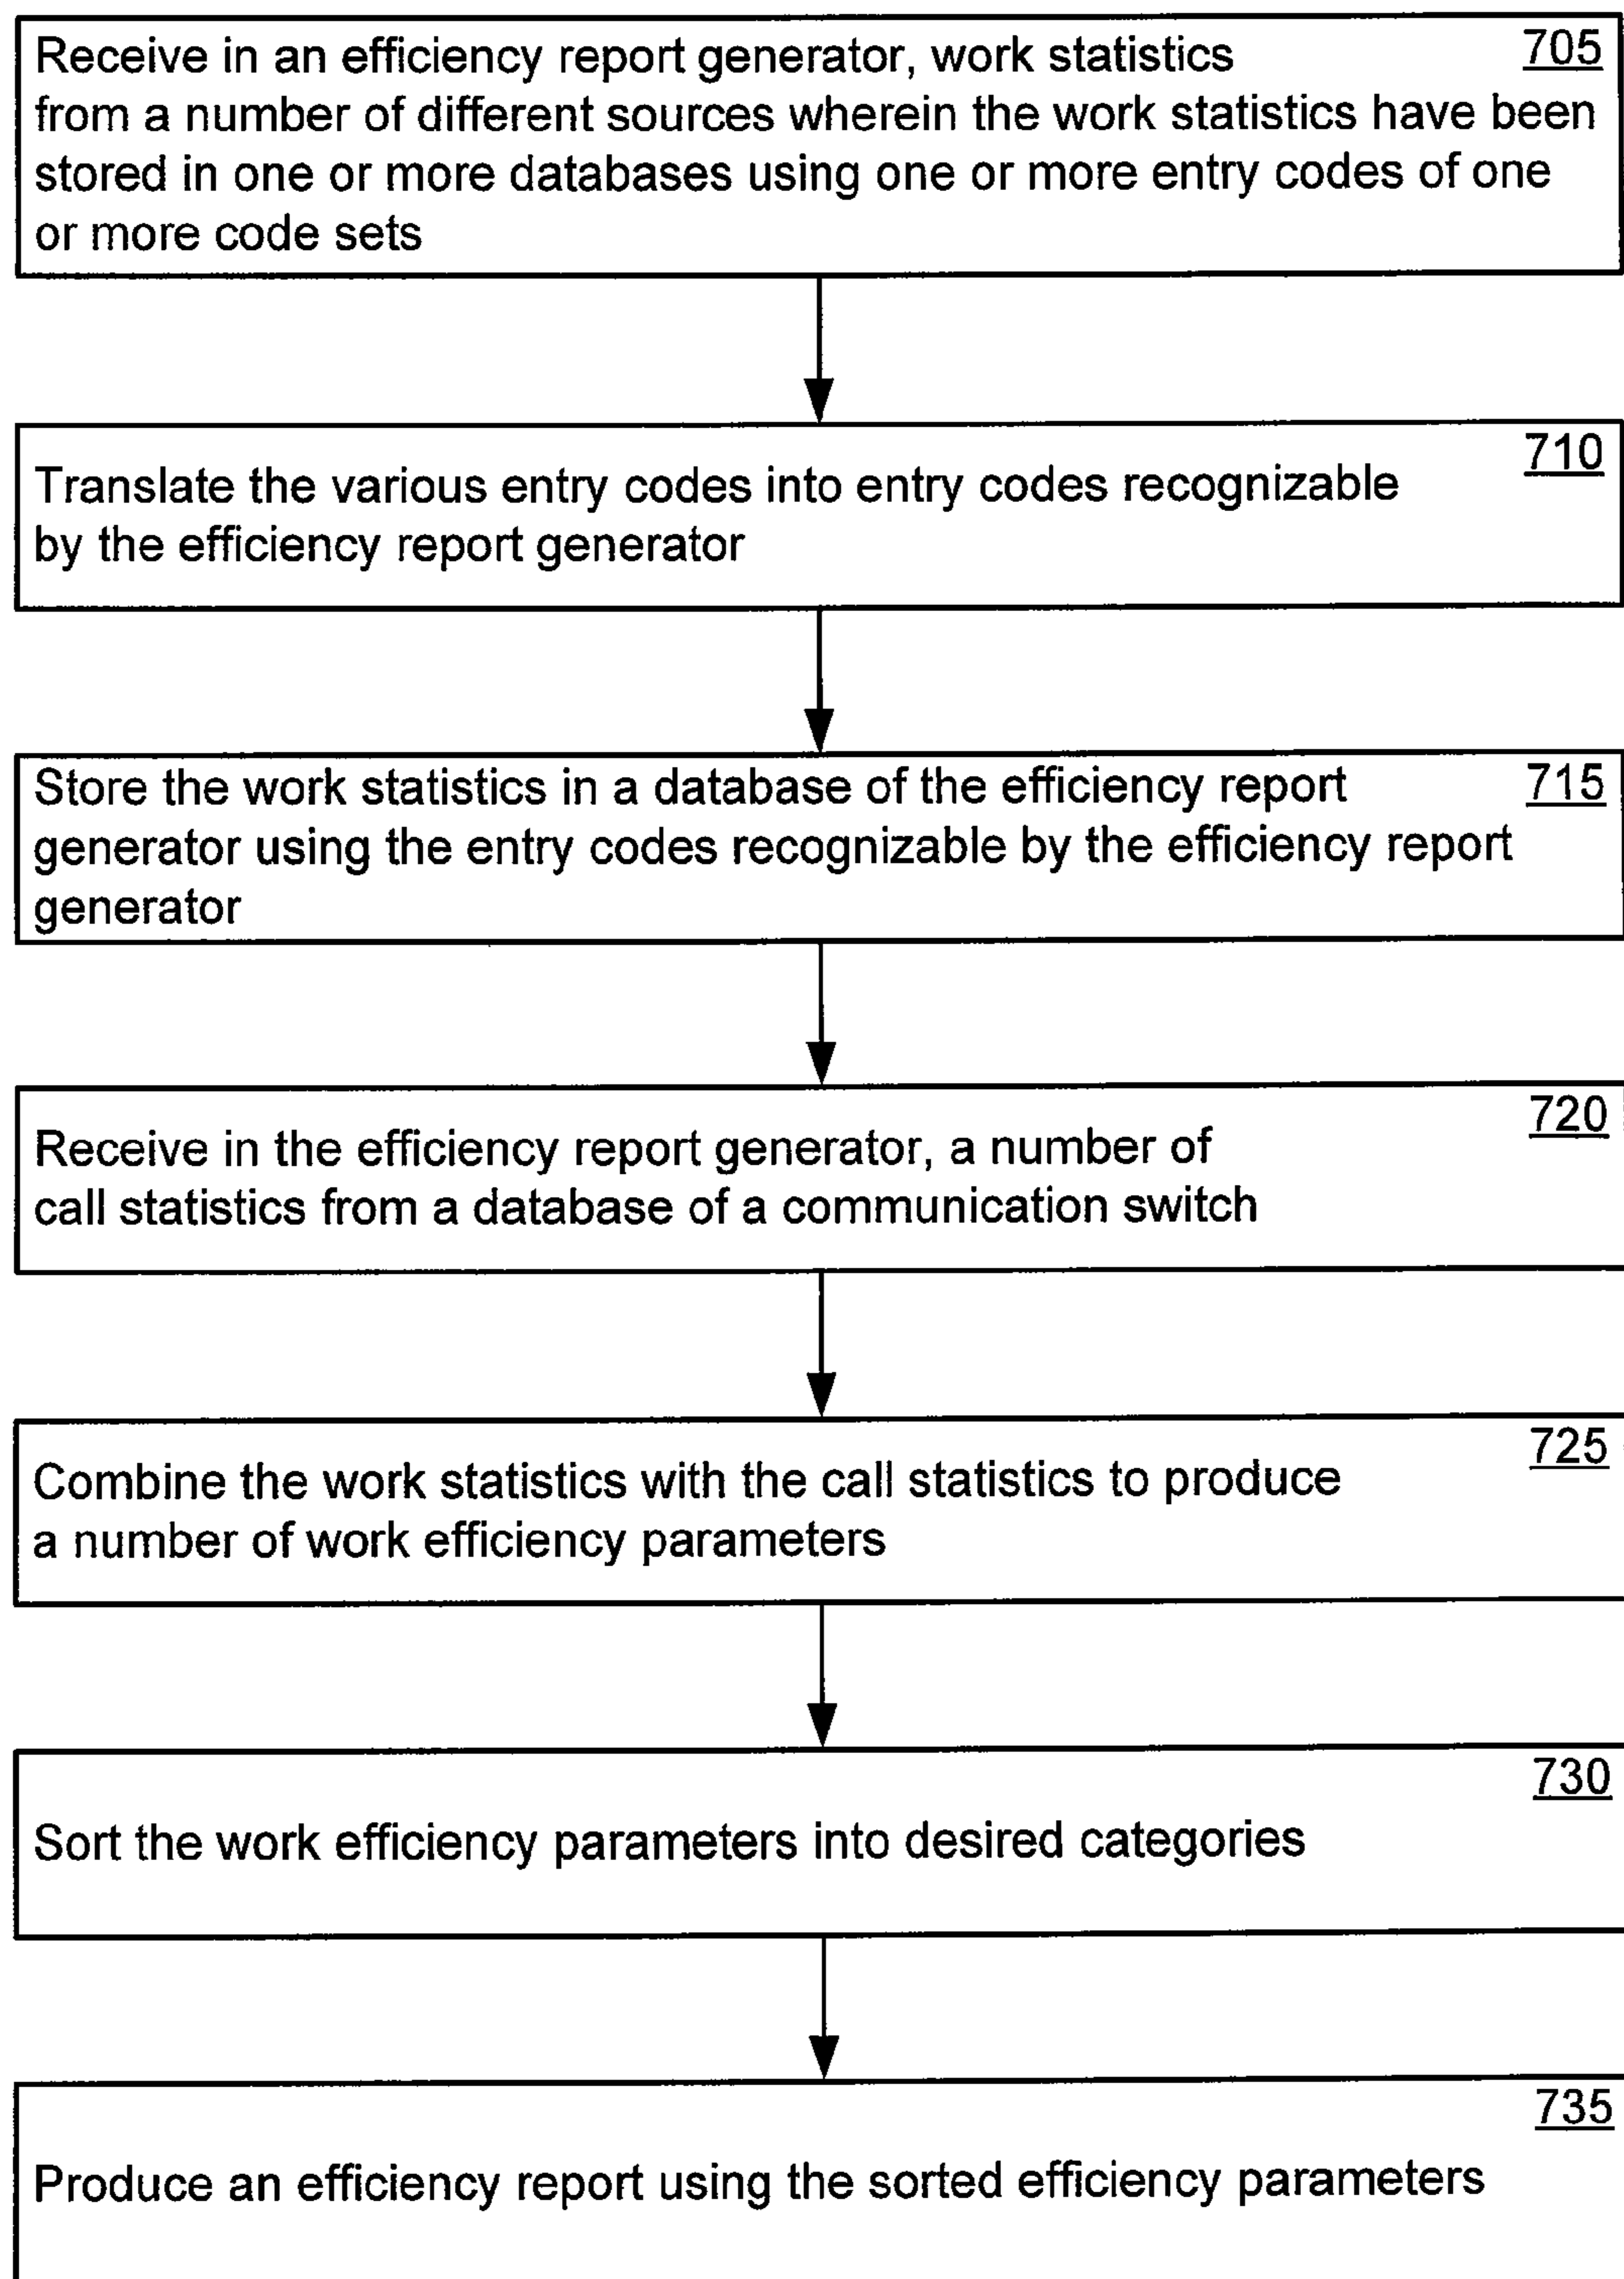 Receive in an efficiency report generator, work statistics 705
from a number of different sources wherein the work statistics have been
stored in one or more databases using one or more entry codes of one
or more code sets
710
Translate the various entry codes into entry codes recognizable
by the efficiency report generator
Store the work statistics in a database of the efficiency report 715
generator using the entry codes recognizable by the efficiency report
generator
720
Receive in the efficiency report generator, a number of
call statistics from a database of a communication switch
725
Combine the work statistics with the call statistics to produce
a number of work efficiency parameters
730
Sort the work efficiency parameters into desired categories
735
Produce an efficiency report using the sorted efficiency parameters